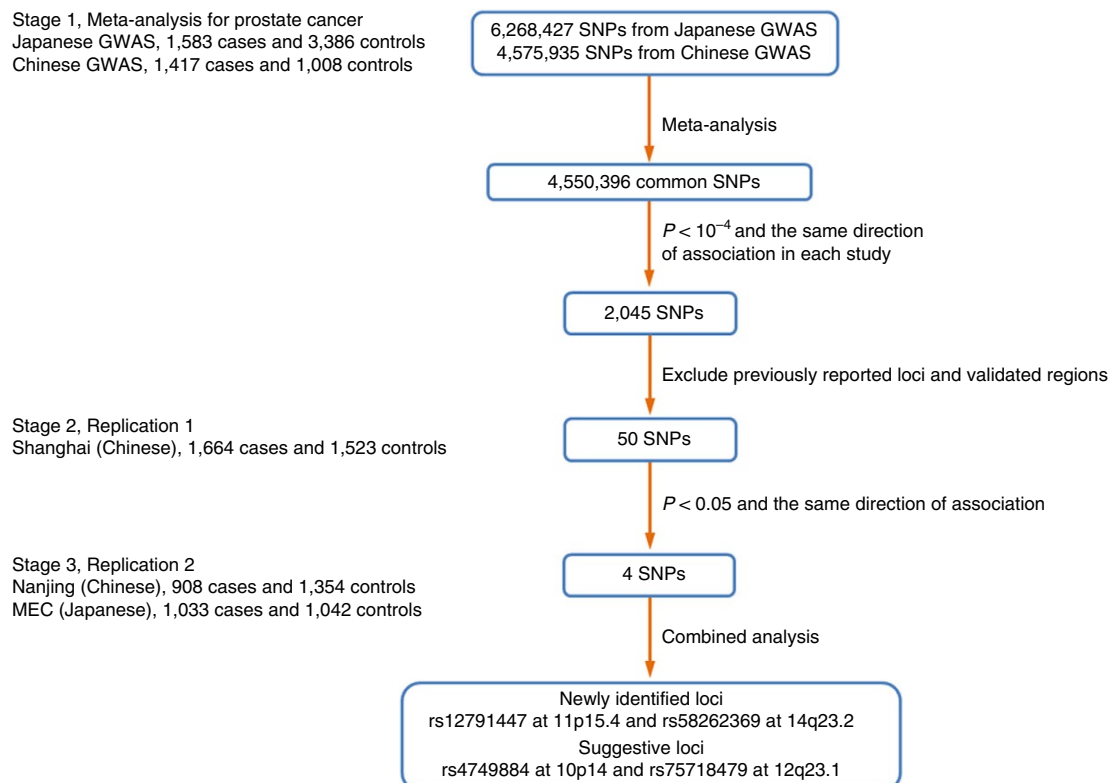 Stage 1, Meta-analysis for prostate cancer
Japanese GWAS, 1,583 cases and 3,386 controls
Chinese GWAS, 1,417 cases and 1,008 controls
6,268,427 SNPs from Japanese GWAS
4,575,935 SNPs from Chinese GWAS
Meta-analysis
4,550,396 common SNPs
P < 10⁻⁴ and the same direction
of association in each study
2,045 SNPs
Exclude previously reported loci and validated regions
Stage 2, Replication 1
Shanghai (Chinese), 1,664 cases and 1,523 controls
50 SNPs
P < 0.05 and the same direction of association
Stage 3, Replication 2
Nanjing (Chinese), 908 cases and 1,354 controls
MEC (Japanese), 1,033 cases and 1,042 controls
4 SNPs
Combined analysis
Newly identified loci
rs12791447 at 11p15.4 and rs58262369 at 14q23.2
Suggestive loci
rs4749884 at 10p14 and rs75718479 at 12q23.1